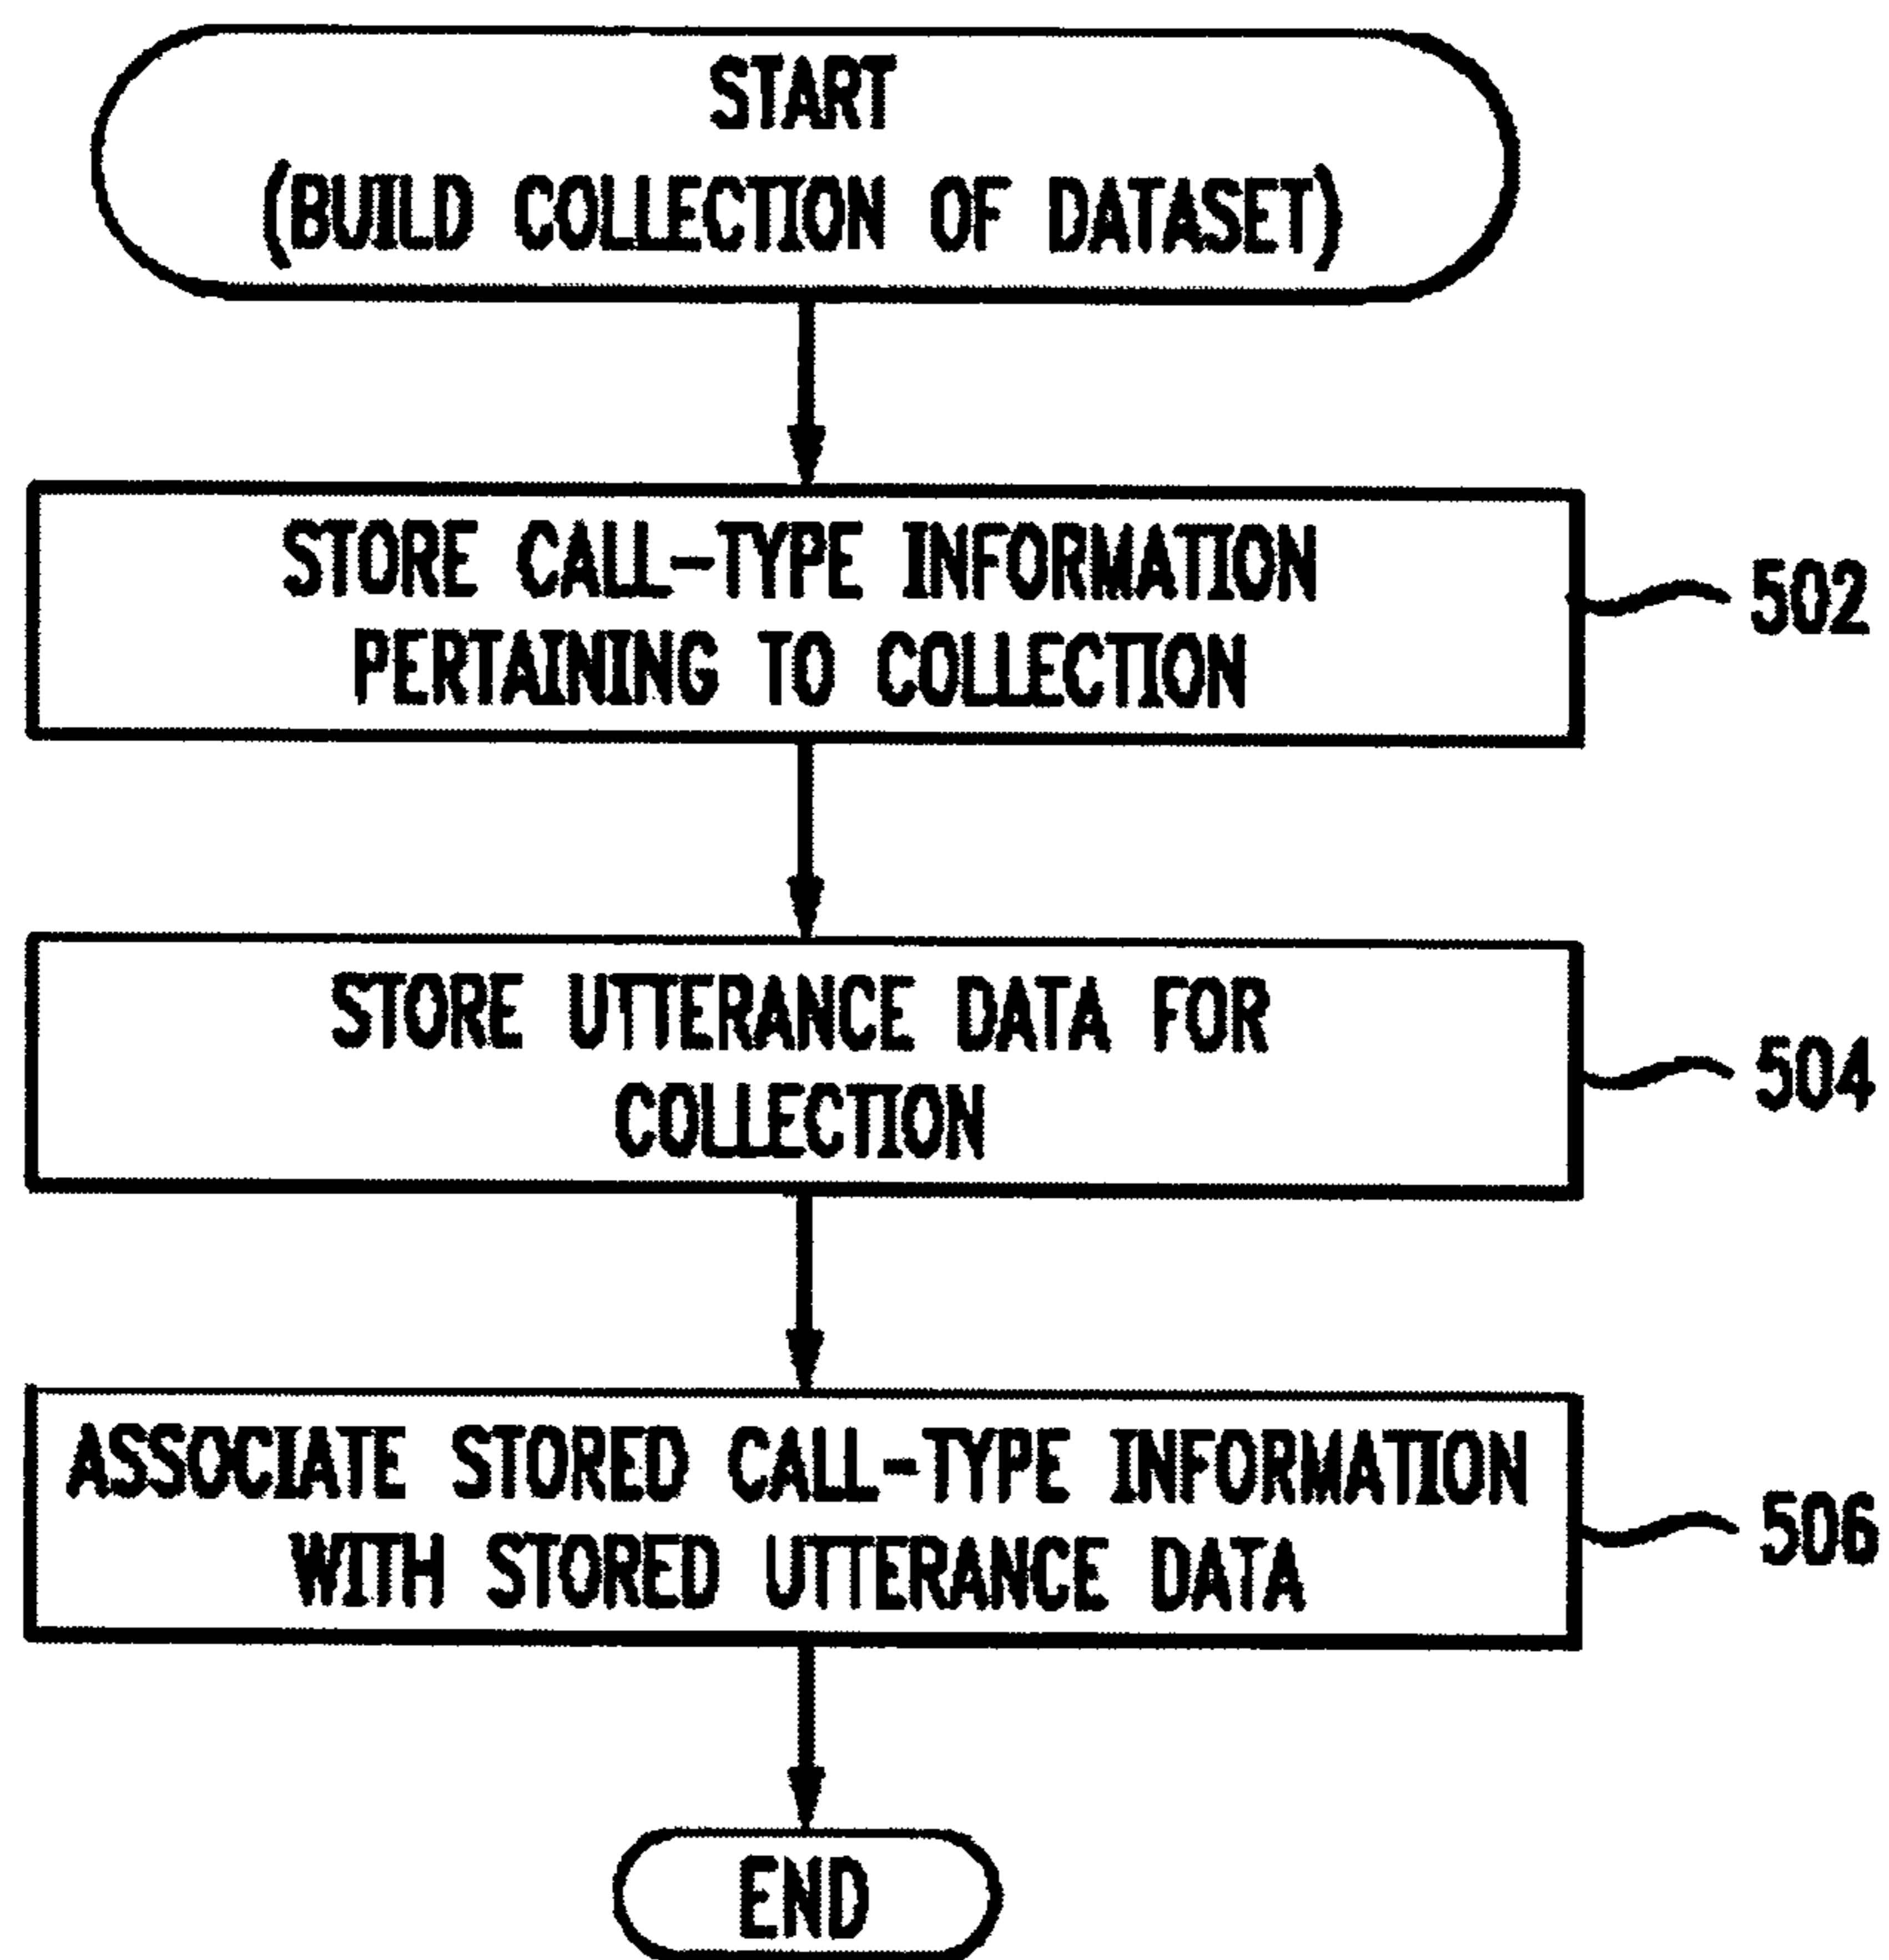 START
(BUILD COLLECTION OF DATASET)
STORE CALL-TYPE INFORMATION
PERTAINING TO COLLECTION
502
STORE UTTERANCE DATA FOR
COLLECTION
504
ASSOCIATE STORED CALL-TYPE INFORMATION
WITH STORED UTTERANCE DATA
506
END